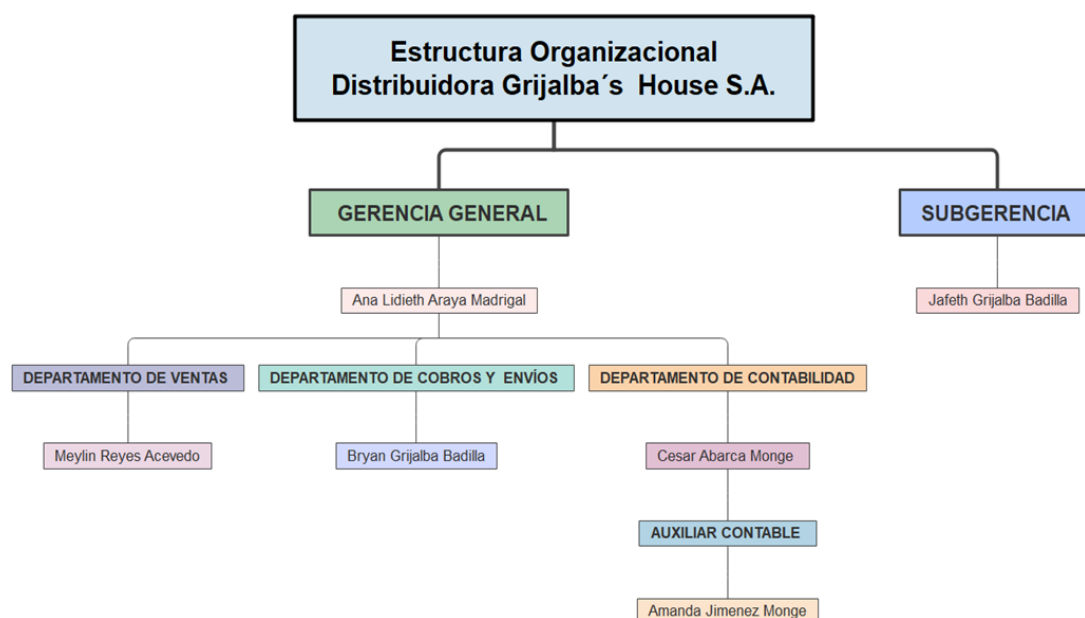 Estructura Organizacional
Distribuidora Grijalba´s House S.A.
GERENCIA GENERAL
SUBGERENCIA
Ana Lidieth Araya Madrigal
Jafeth Grijalba Badilla
DEPARTAMENTO DE VENTAS
DEPARTAMENTO DE COBROS Y ENVÍOS
DEPARTAMENTO DE CONTABILIDAD
Meylin Reyes Acevedo
Bryan Grijalba Badilla
Cesar Abarca Monge
AUXILIAR CONTABLE
Amanda Jimenez Monge